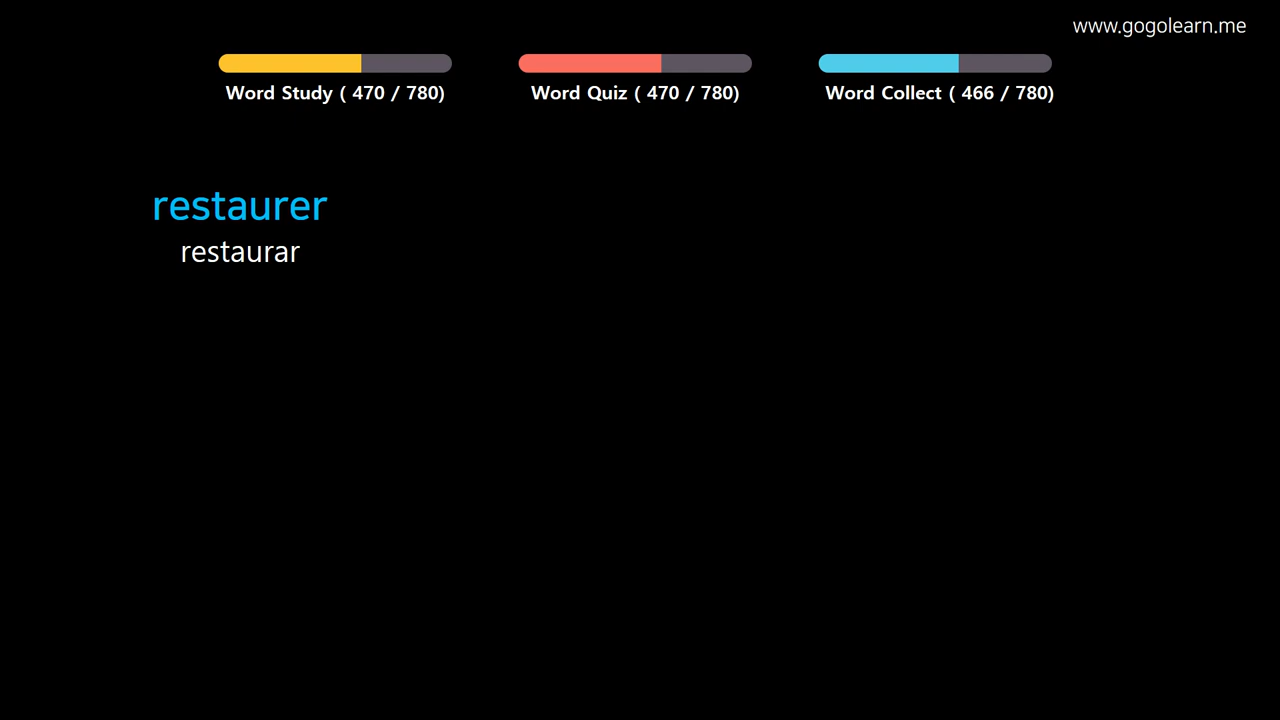 www.gogolearn.me
Word Study ( 470 / 780)
Word Quiz ( 470 / 780)
Word Collect ( 466 / 780)
restaurer
restaurar